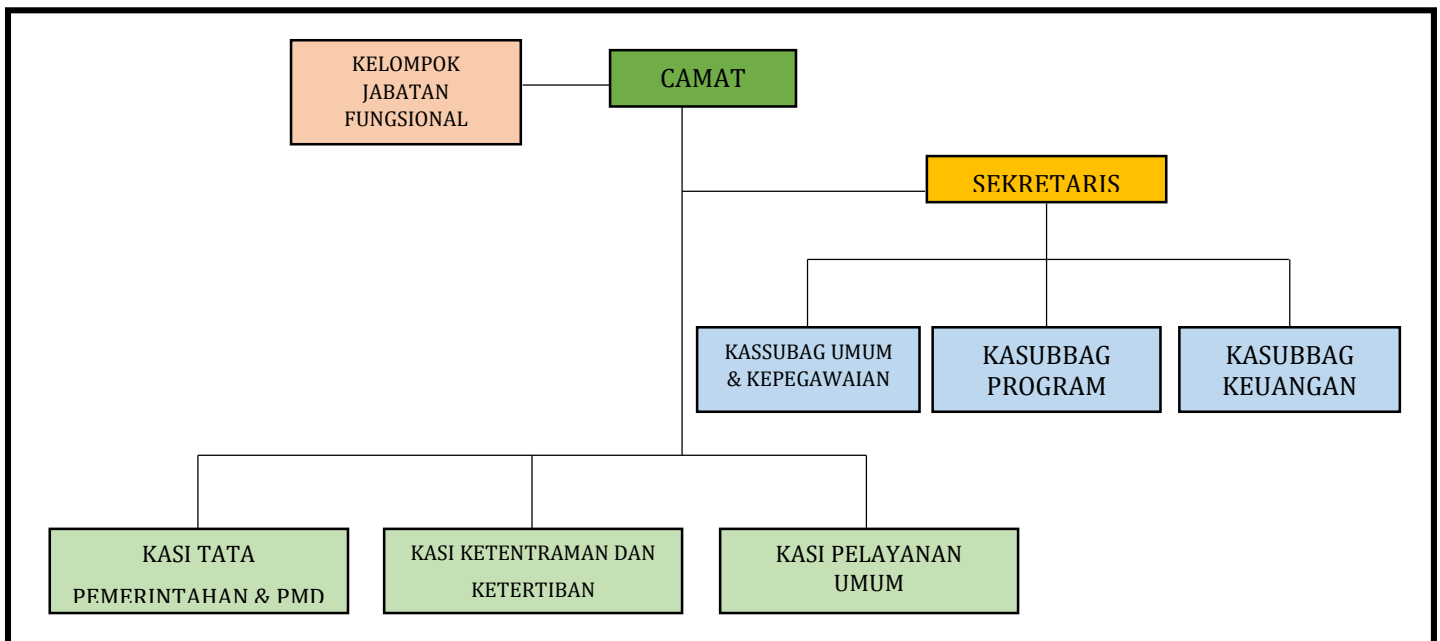 KELOMPOK
JABATAN
FUNGSIONAL
CAMAT
SEKRETARIS
KASSUBAG UMUM
& KEPEGAWAIAN
KASUBBAG
PROGRAM
KASUBBAG
KEUANGAN
KASI TATA
PEMERINTAHAN & PMD
KASI KETENTRAMAN DAN
KETERTIBAN
KASI PELAYANAN
UMUM